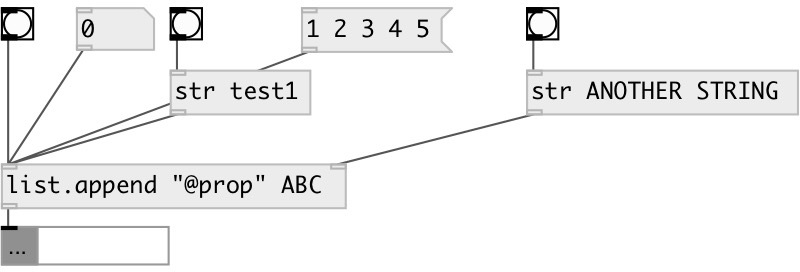 0
1 2 3 4 5
str test1
str ANOTHER STRING
list.append "@prop" ABC
...